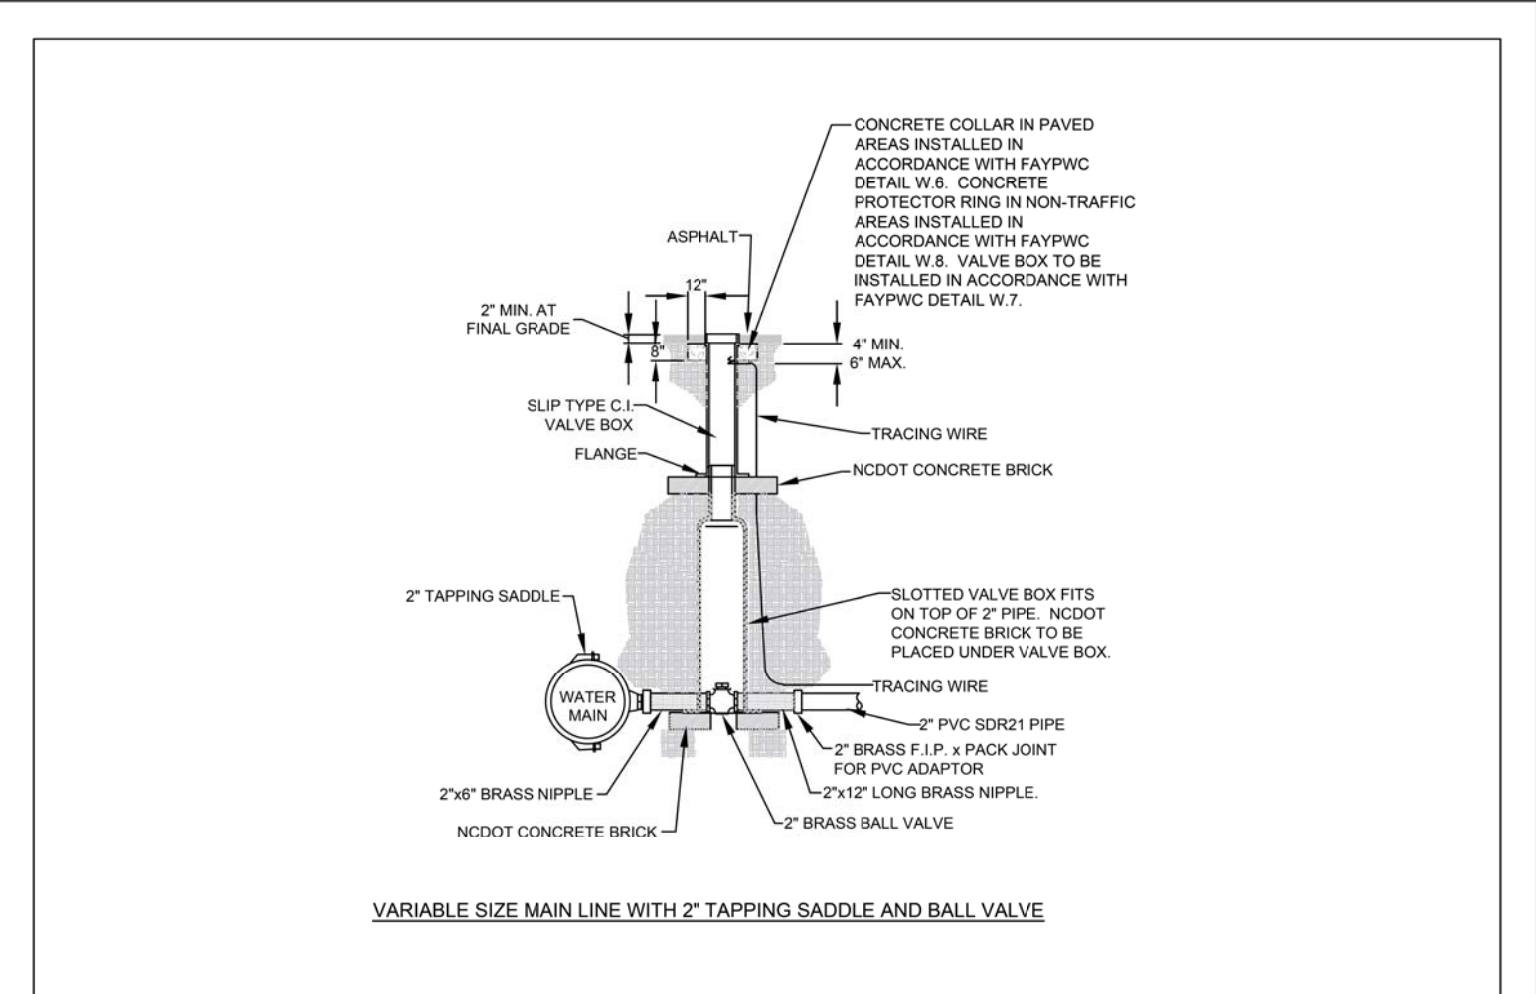 CONCRETE COLLAR IN PAVED
AREAS INSTALLED IN
ACCORDANCE WITH FAYPWC
DETAIL W.6.  CONCRETE
PROTECTOR RING IN NON-TRAFFIC
AREAS INSTALLED IN
ACCORDANCE WITH FAYPWC
DETAIL W.8.  VALVE BOX TO BE
INSTALLED IN ACCORDANCE WITH
FAYPWC DETAIL W.7.
ASPHALT
12"
2" MIN. AT
FINAL GRADE
8"
4" MIN.
6" MAX.
SLIP TYPE C.I.
VALVE BOX
TRACING WIRE
FLANGE
NCDOT CONCRETE BRICK
2" TAPPING SADDLE
SLOTTED VALVE BOX FITS
ON TOP OF 2" PIPE.  NCDOT
CONCRETE BRICK TO BE
PLACED UNDER VALVE BOX.
WATER
MAIN
TRACING WIRE
2" PVC SDR21 PIPE
2" BRASS F.I.P. x PACK JOINT
FOR PVC ADAPTOR
2"x6" BRASS NIPPLE
2"x12" LONG BRASS NIPPLE.
NCDOT CONCRETE BRICK
2" BRASS BALL VALVE
VARIABLE SIZE MAIN LINE WITH 2" TAPPING SADDLE AND BALL VALVE